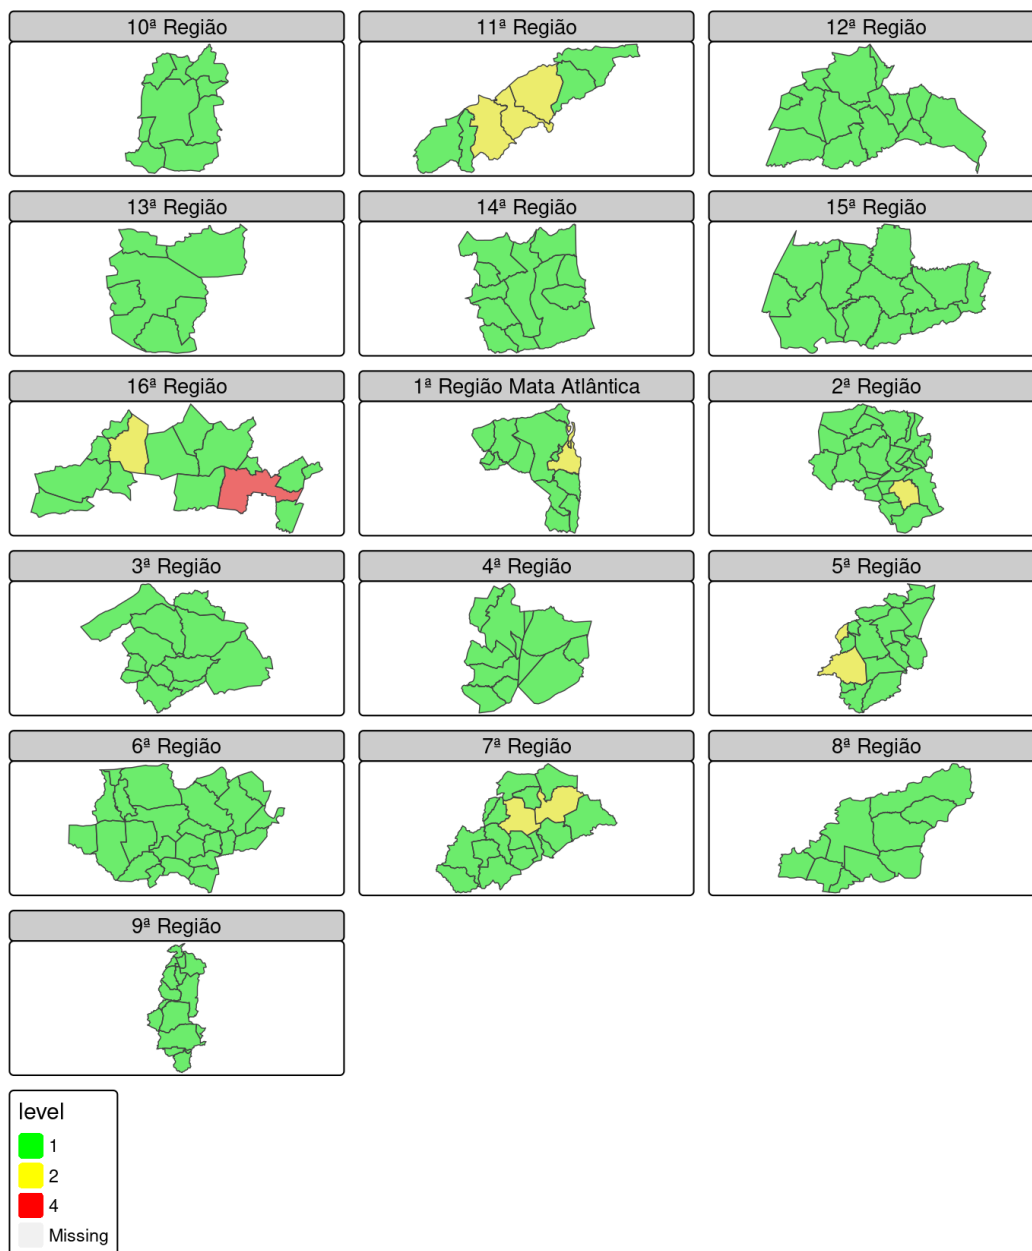 10ª Região
11ª Região
12ª Região
13ª Região
14ª Região
15ª Região
16ª Região
1ª Região Mata Atlântica
2ª Região
3ª Região
4ª Região
5ª Região
6ª Região
7ª Região
8ª Região
9ª Região
level
1
2
4
Missing